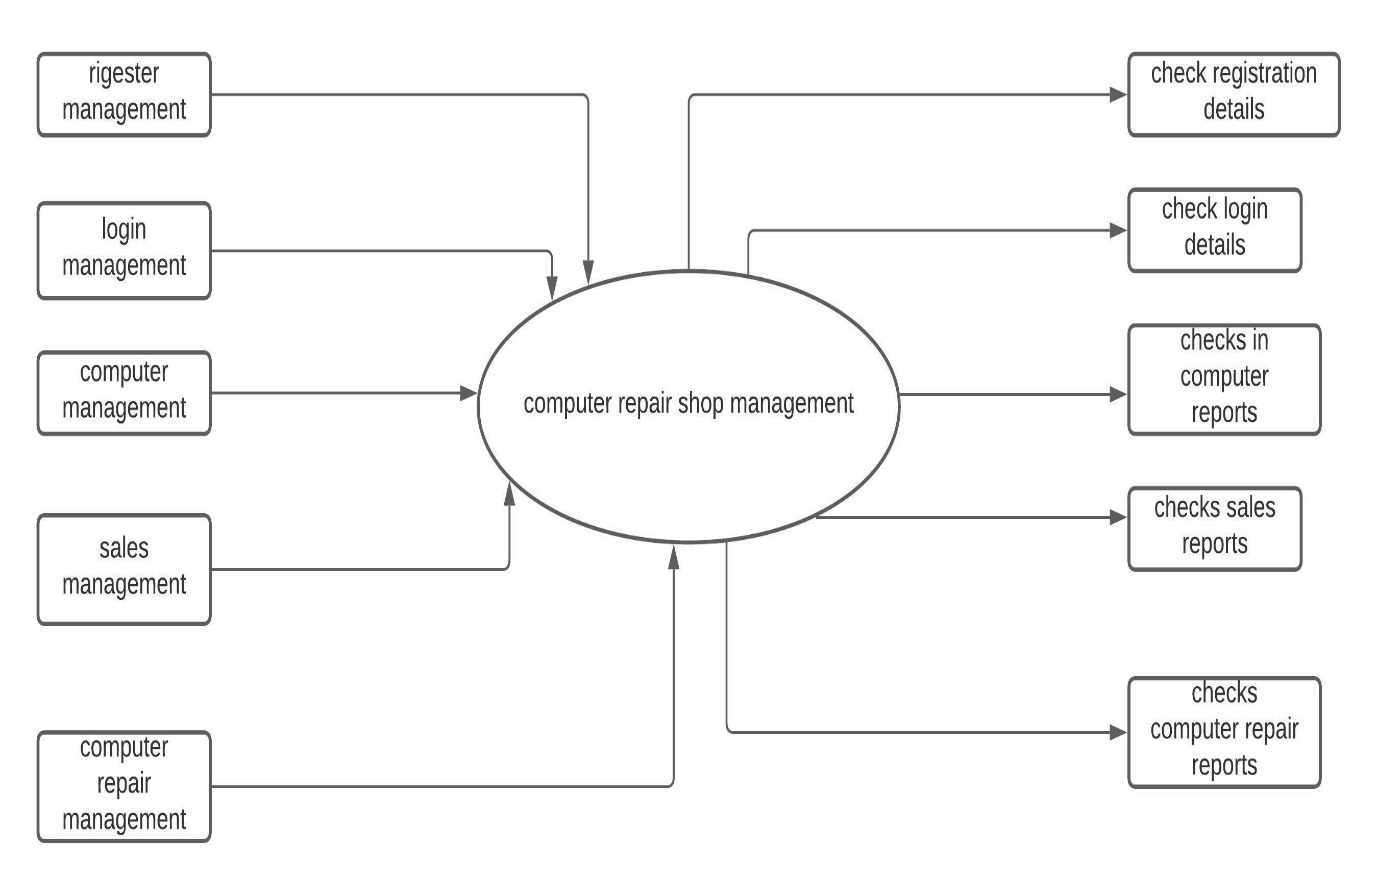 rigester
management
login
management
computer
management
sales
management
computer
repair
management
computer repair shop management
check registration
details
check login
details
checks in
computer
reports
checks sales
reports
checks
computer repair
reports